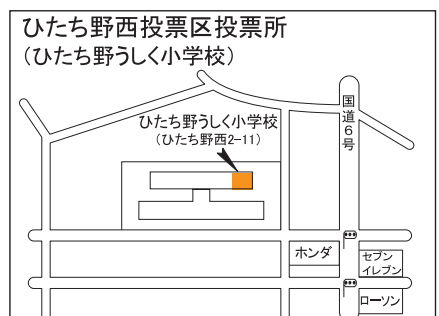 ひたち野西投票区投票所
(ひたち野うしく小学校)
国道6号
ひたち野うしく小学校
(ひたち野西2-11)
ホンダ
セブン
イレブン
ローソン